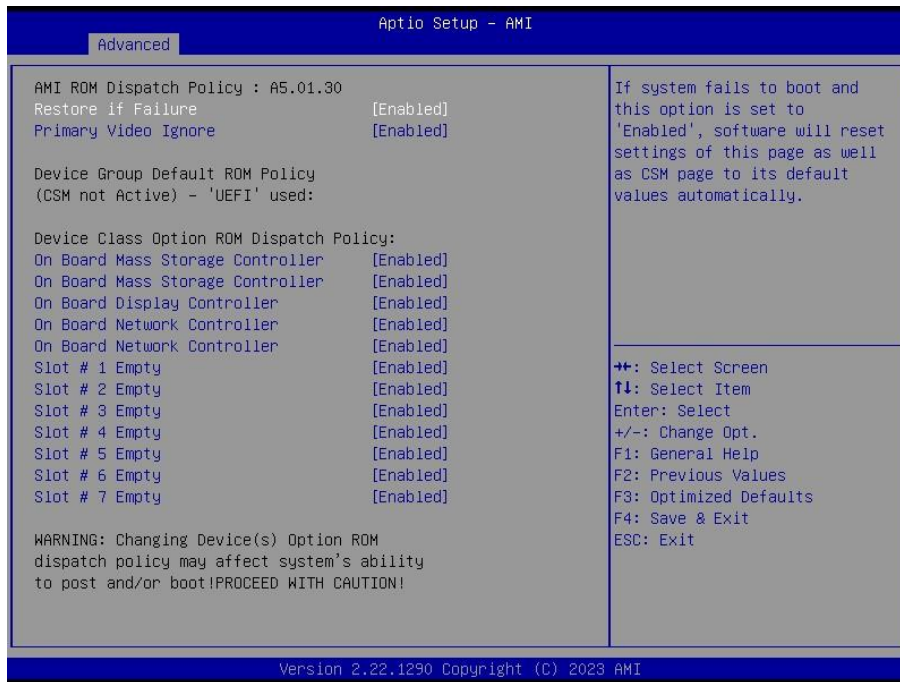 Aptio Setup – AMI
Advanced
AMI ROM Dispatch Policy : A5.01.30
Restore if Failure [Enabled]
Primary Video Ignore [Enabled]
Device Group Default ROM Policy
(CSM not Active) – 'UEFI' used:
Device Class Option ROM Dispatch Policy:
On Board Mass Storage Controller [Enabled]
On Board Mass Storage Controller [Enabled]
On Board Display Controller [Enabled]
On Board Network Controller [Enabled]
On Board Network Controller [Enabled]
Slot # 1 Empty [Enabled]
Slot # 2 Empty [Enabled]
Slot # 3 Empty [Enabled]
Slot # 4 Empty [Enabled]
Slot # 5 Empty [Enabled]
Slot # 6 Empty [Enabled]
Slot # 7 Empty [Enabled]
WARNING: Changing Device(s) Option ROM
dispatch policy may affect system's ability
to post and/or boot!PROCEED WITH CAUTION!
If system fails to boot and
this option is set to
'Enabled', software will reset
settings of this page as well
as CSM page to its default
values automatically.
→←: Select Screen
↑↓: Select Item
Enter: Select
+/-: Change Opt.
F1: General Help
F2: Previous Values
F3: Optimized Defaults
F4: Save & Exit
ESC: Exit
Version 2.22.1290 Copyright (C) 2023 AMI